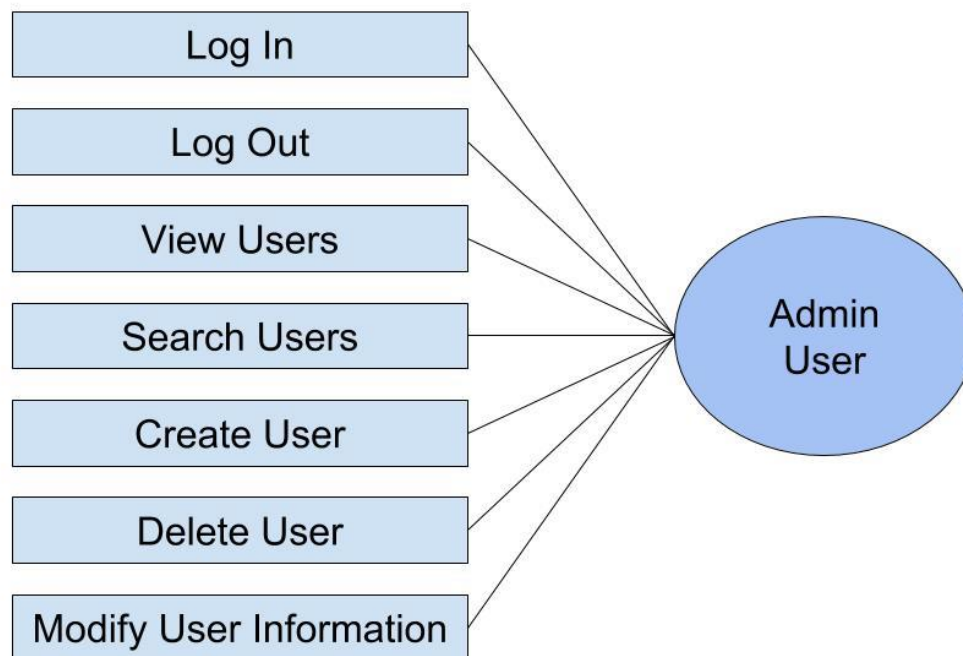 Log In
Log Out
View Users
Search Users
Create User
Delete User
Modify User Information
Admin
User